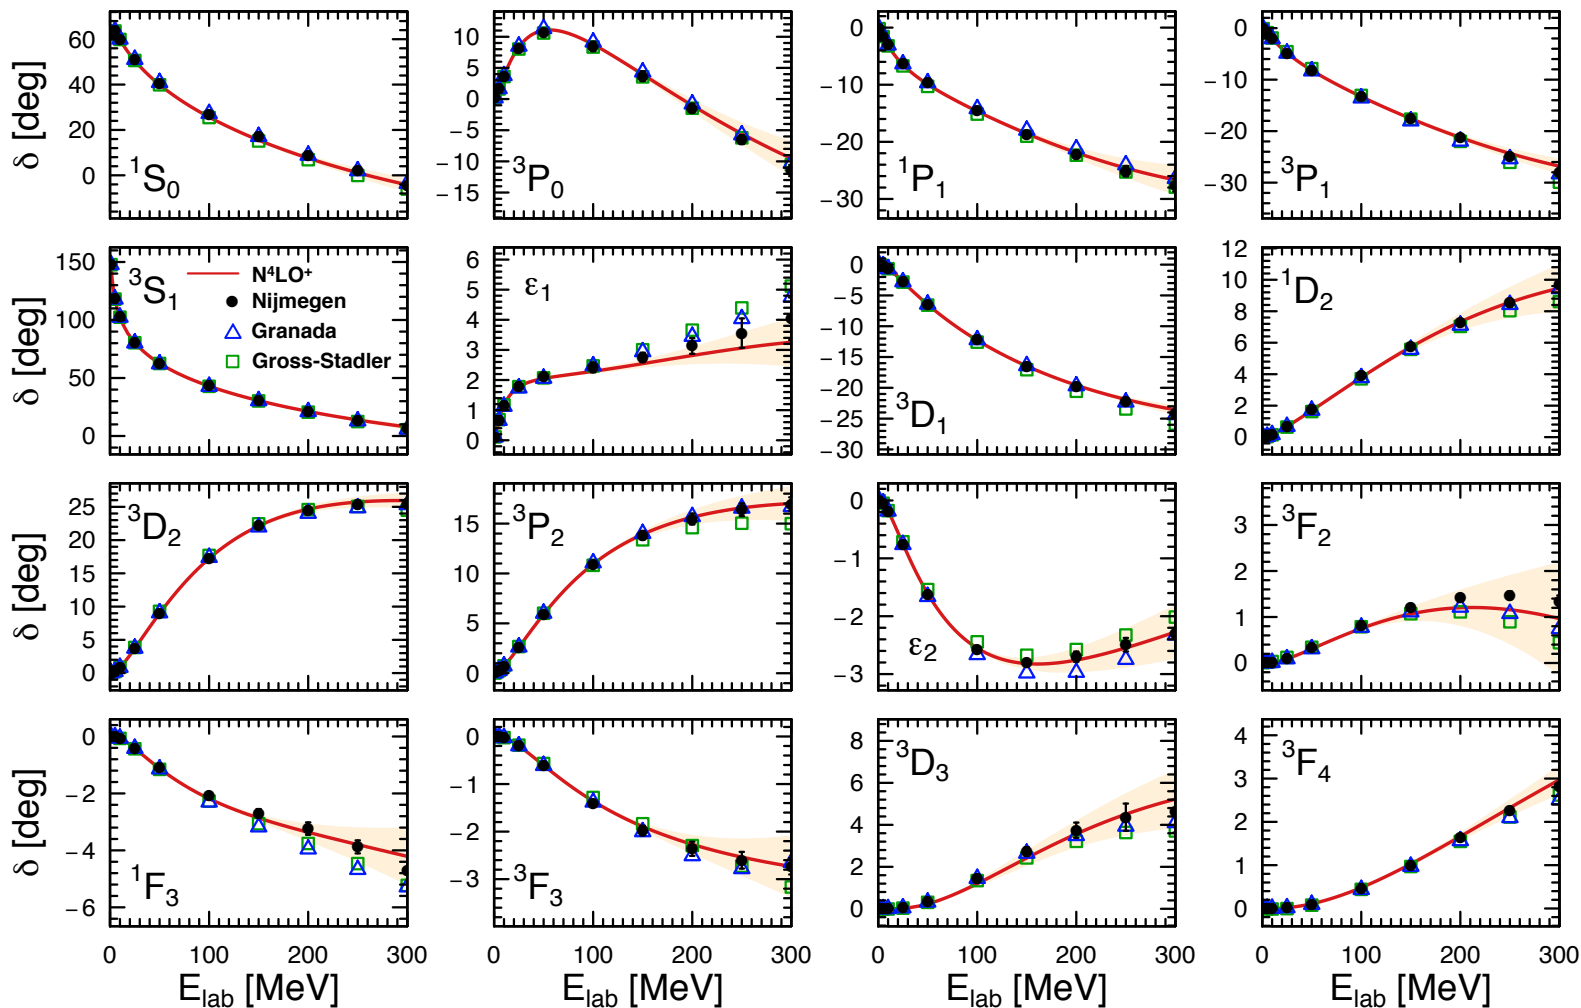 δ [deg]
60
40
20
0
¹S₀
10
5
0
−5
−10
−15
³P₀
0
−10
−20
−30
¹P₁
0
−10
−20
−30
³P₁
δ [deg]
150
100
50
0
³S₁
N⁴LO⁺
Nijmegen
Granada
Gross-Stadler
6
5
4
3
2
1
0
ε₁
0
−5
−10
−15
−20
−25
−30
³D₁
12
10
8
6
4
2
0
¹D₂
δ [deg]
25
20
15
10
5
0
³D₂
15
10
5
0
³P₂
0
−1
−2
−3
ε₂
3
2
1
0
³F₂
δ [deg]
0
−2
−4
−6
¹F₃
0
−1
−2
−3
³F₃
8
6
4
2
0
³D₃
4
3
2
1
0
³F₄
0 100 200 300
0 100 200 300
0 100 200 300
0 100 200 300
E_lab [MeV]
E_lab [MeV]
E_lab [MeV]
E_lab [MeV]